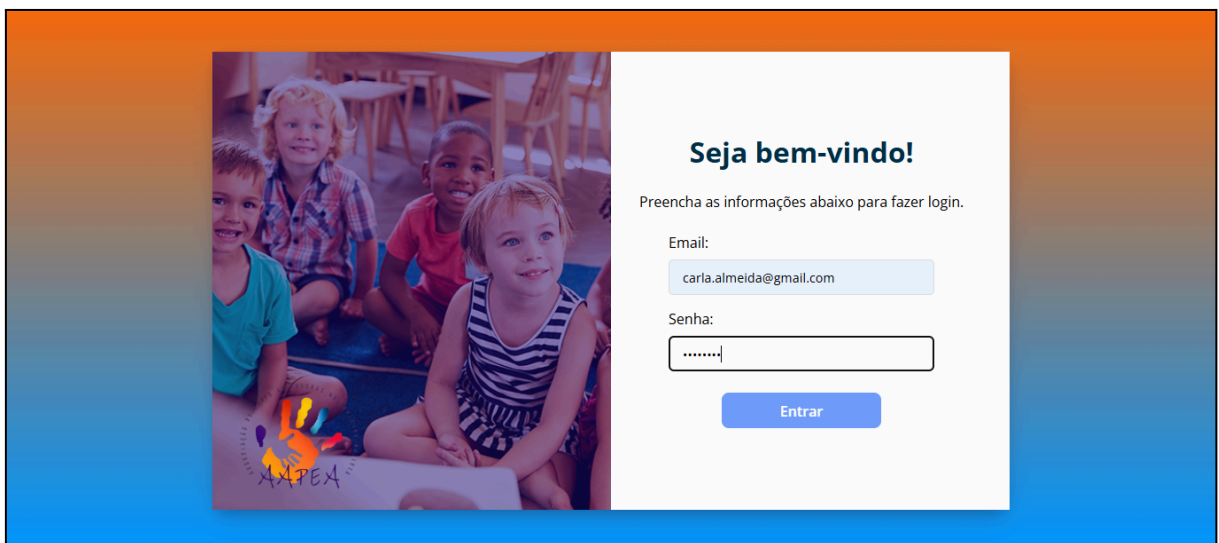 Seja bem-vindo!
Preencha as informações abaixo para fazer login.
Email:
carla.almeida@gmail.com
Senha:
••••••••
Entrar
AAPEA